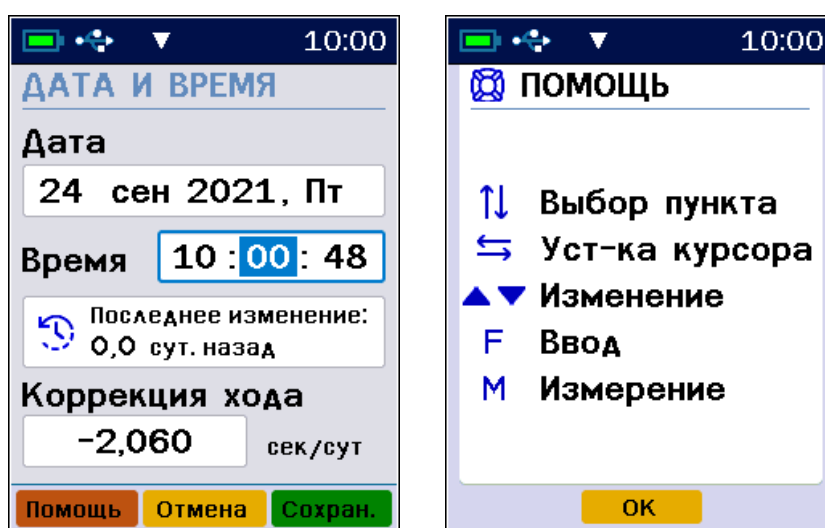 10:00
ДАТА И ВРЕМЯ
Дата
24 сен 2021, Пт
Время 10 : 00 : 48
Последнее изменение:
0,0 сут. назад
Коррекция хода
-2,060 сек/сут
Помощь Отмена Сохран.
10:00
ПОМОЩЬ
Выбор пункта
Уст-ка курсора
Изменение
F Ввод
M Измерение
ОК